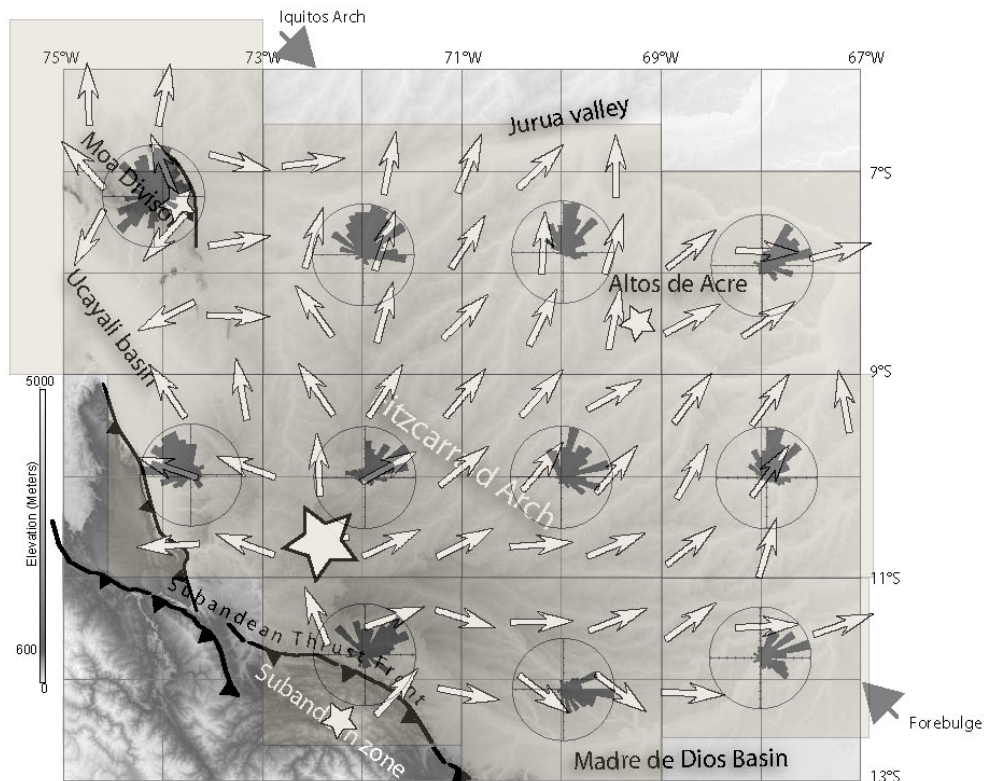 Iquitos Arch
75°W 73°W 71°W 69°W 67°W
Jurua valley
7°S
Moa Divisor
Altos de Acre
Ucayali basin
9°S
5000
Elevation (Meters)
600
0
itzcarrald Arch
11°S
Subandean Thrust Front
Subandean zone
Forebulge
Madre de Dios Basin
13°S